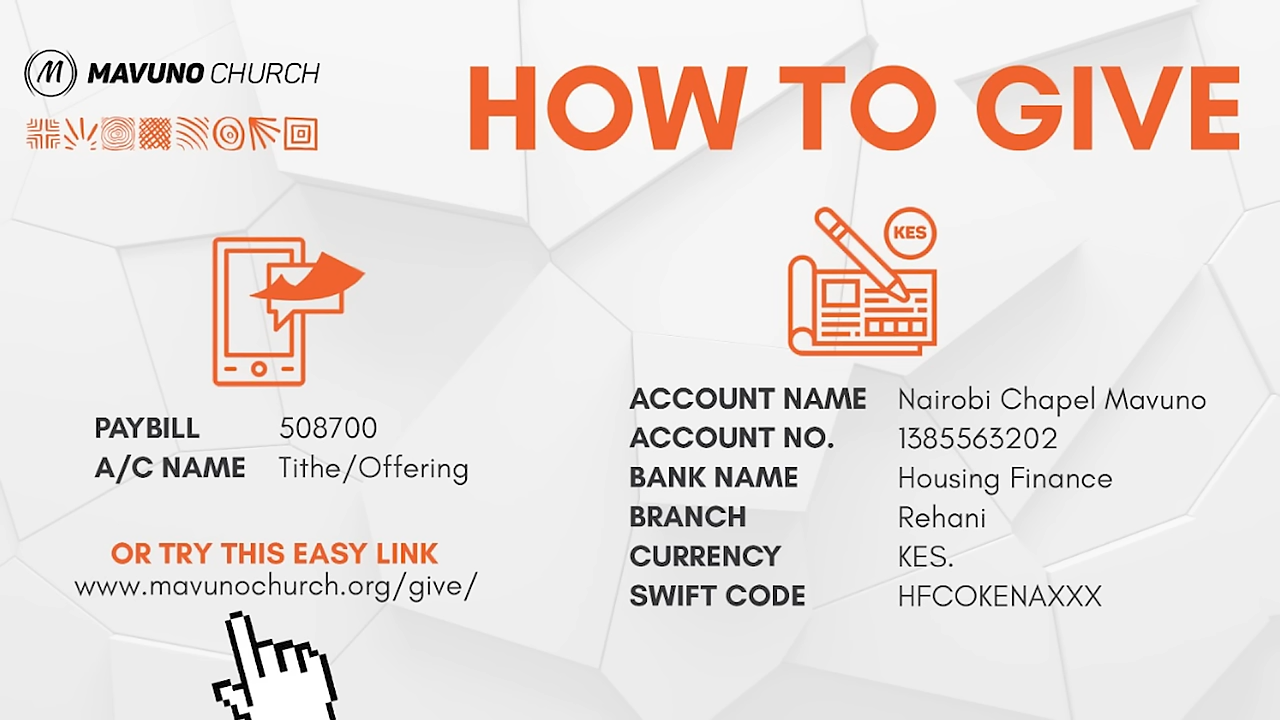 M MAVUNO CHURCH
HOW TO GIVE
KES
PAYBILL 508700
A/C NAME Tithe/Offering
OR TRY THIS EASY LINK
www.mavunochurch.org/give/
ACCOUNT NAME Nairobi Chapel Mavuno
ACCOUNT NO. 1385563202
BANK NAME Housing Finance
BRANCH Rehani
CURRENCY KES.
SWIFT CODE HFCOKENAXXX